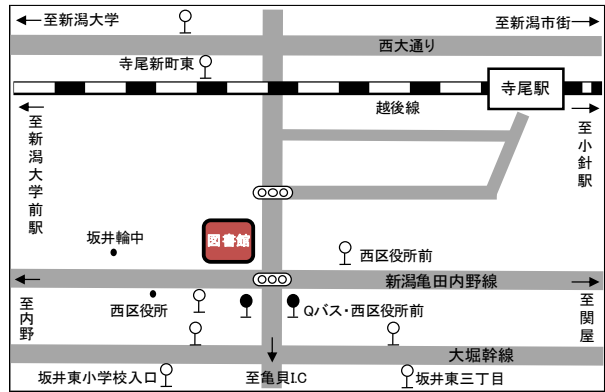 至新潟大学
至新潟市街
西大通り
寺尾新町東
寺尾駅
越後線
至新潟大学前駅
至小針駅
坂井輪中
図書館
西区役所前
新潟亀田内野線
至内野
西区役所
Qバス・西区役所前
至関屋
大堀幹線
坂井東小学校入口
至亀貝I.C
坂井東三丁目